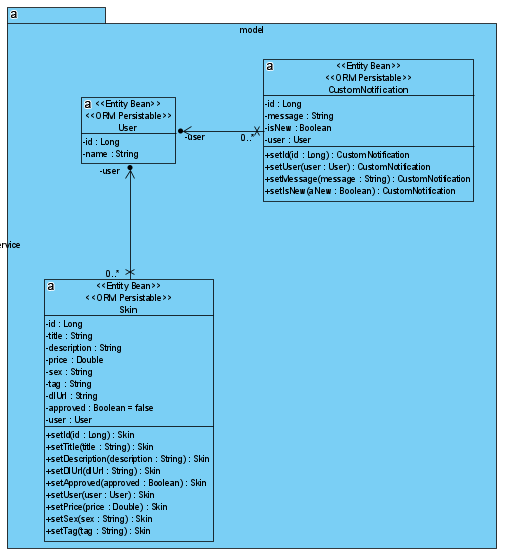 a
model
a
<<Entity Bean>>
<<ORM Persistable>>
CustomNotification
-id : Long
-message : String
-isNew : Boolean
-user : User
+setId(id : Long) : CustomNotification
+setUser(user : User) : CustomNotification
+setMessage(message : String) : CustomNotification
+setIsNew(aNew : Boolean) : CustomNotification
a
<<Entity Bean>>
<<ORM Persistable>>
User
-id : Long
-name : String
-user
0..*
-user
ervice
0..*
a
<<Entity Bean>>
<<ORM Persistable>>
Skin
-id : Long
-title : String
-description : String
-price : Double
-sex : String
-tag : String
-dlUrl : String
-approved : Boolean = false
-user : User
+setId(id : Long) : Skin
+setTitle(title : String) : Skin
+setDescription(description : String) : Skin
+setDlUrl(dlUrl : String) : Skin
+setApproved(approved : Boolean) : Skin
+setUser(user : User) : Skin
+setPrice(price : Double) : Skin
+setSex(sex : String) : Skin
+setTag(tag : String) : Skin